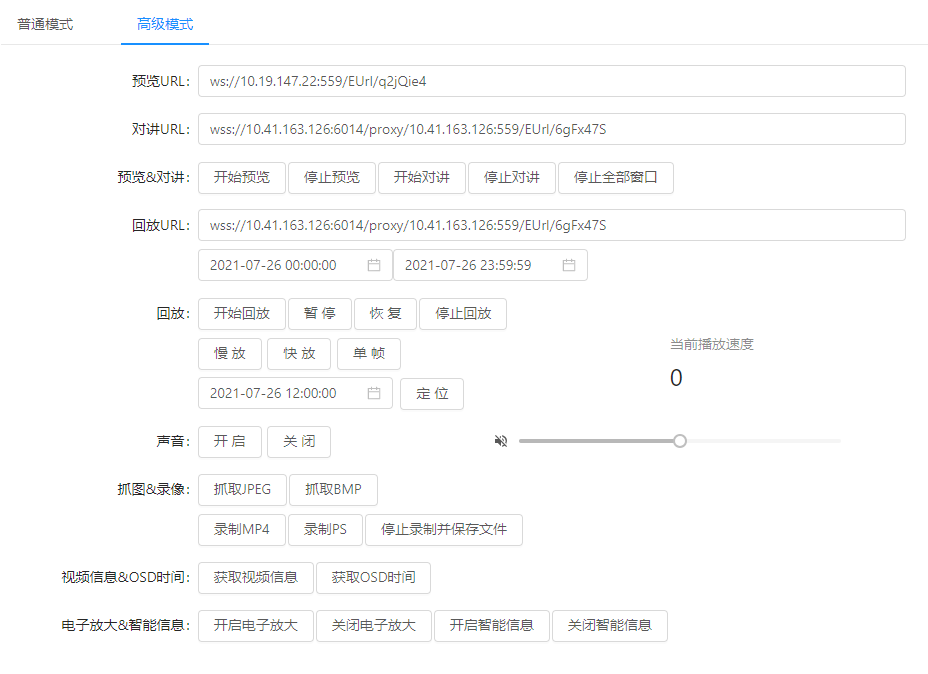 普通模式 高级模式
预览URL: ws://10.19.147.22:559/EUrl/q2jQie4
对讲URL: wss://10.41.163.126:6014/proxy/10.41.163.126:559/EUrl/6gFx47S
预览&对讲: 开始预览 停止预览 开始对讲 停止对讲 停止全部窗口
回放URL: wss://10.41.163.126:6014/proxy/10.41.163.126:559/EUrl/6gFx47S
2021-07-26 00:00:00 2021-07-26 23:59:59
回放: 开始回放 暂 停 恢 复 停止回放
慢 放 快 放 单 帧 当前播放速度
0
2021-07-26 12:00:00 定 位
声音: 开 启 关 闭
抓图&录像: 抓取JPEG 抓取BMP
录制MP4 录制PS 停止录制并保存文件
视频信息&OSD时间: 获取视频信息 获取OSD时间
电子放大&智能信息: 开启电子放大 关闭电子放大 开启智能信息 关闭智能信息